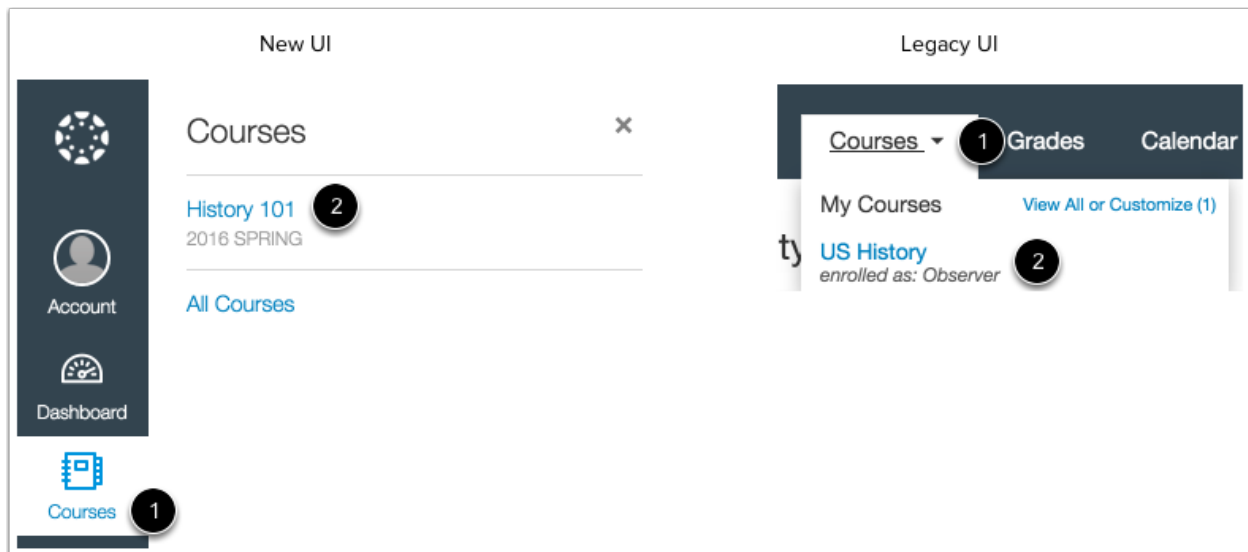 New UI
Courses
History 101 2
2016 SPRING
All Courses
Account
Dashboard
Courses 1
Legacy UI
Courses 1 Grades Calendar
My Courses View All or Customize (1)
ty
US History 2
enrolled as: Observer